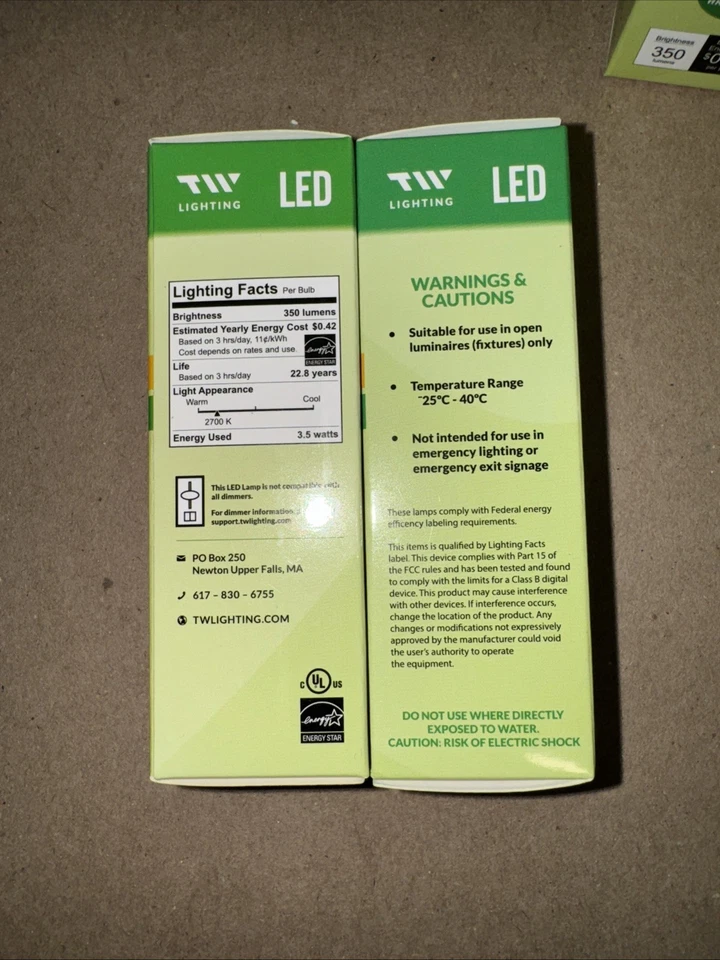 Brightness
350
lumens
TW
LIGHTING
LED
Lighting Facts Per Bulb
Brightness 350 lumens
Estimated Yearly Energy Cost $0.42
Based on 3 hrs/day, 11¢/kWh
Cost depends on rates and use.
energy
ENERGY STAR
Life
Based on 3 hrs/day 22.8 years
Light Appearance
Warm Cool
2700 K
Energy Used 3.5 watts
This LED Lamp is not compatible with
all dimmers.
For dimmer information
support.twlighting.com
PO Box 250
Newton Upper Falls, MA
617 – 830 – 6755
TWLIGHTING.COM
C UL US
energy
ENERGY STAR
TW
LIGHTING
LED
WARNINGS &
CAUTIONS
• Suitable for use in open
luminaires (fixtures) only
• Temperature Range
-25°C - 40°C
• Not intended for use in
emergency lighting or
emergency exit signage
These lamps comply with Federal energy
efficency labeling requirements.
This items is qualified by Lighting Facts
label. This device complies with Part 15 of
the FCC rules and has been tested and found
to comply with the limits for a Class B digital
device. This product may cause interference
with other devices. If interference occurs,
change the location of the product. Any
changes or modifications not expressively
approved by the manufacturer could void
the user's authority to operate
the equipment.
DO NOT USE WHERE DIRECTLY
EXPOSED TO WATER.
CAUTION: RISK OF ELECTRIC SHOCK